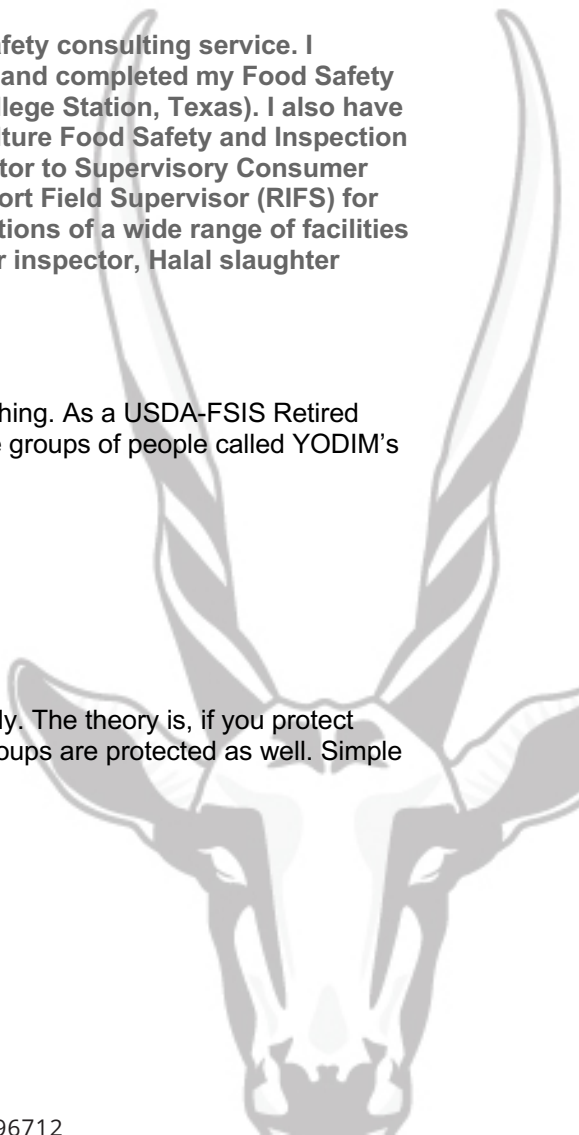 afety consulting service. I
and completed my Food Safety
llege Station, Texas). I also have
lture Food Safety and Inspection
tor to Supervisory Consumer
ort Field Supervisor (RIFS) for
tions of a wide range of facilities
r inspector, Halal slaughter
hing. As a USDA-FSIS Retired
e groups of people called YODIM’s
ly. The theory is, if you protect
oups are protected as well. Simple
96712